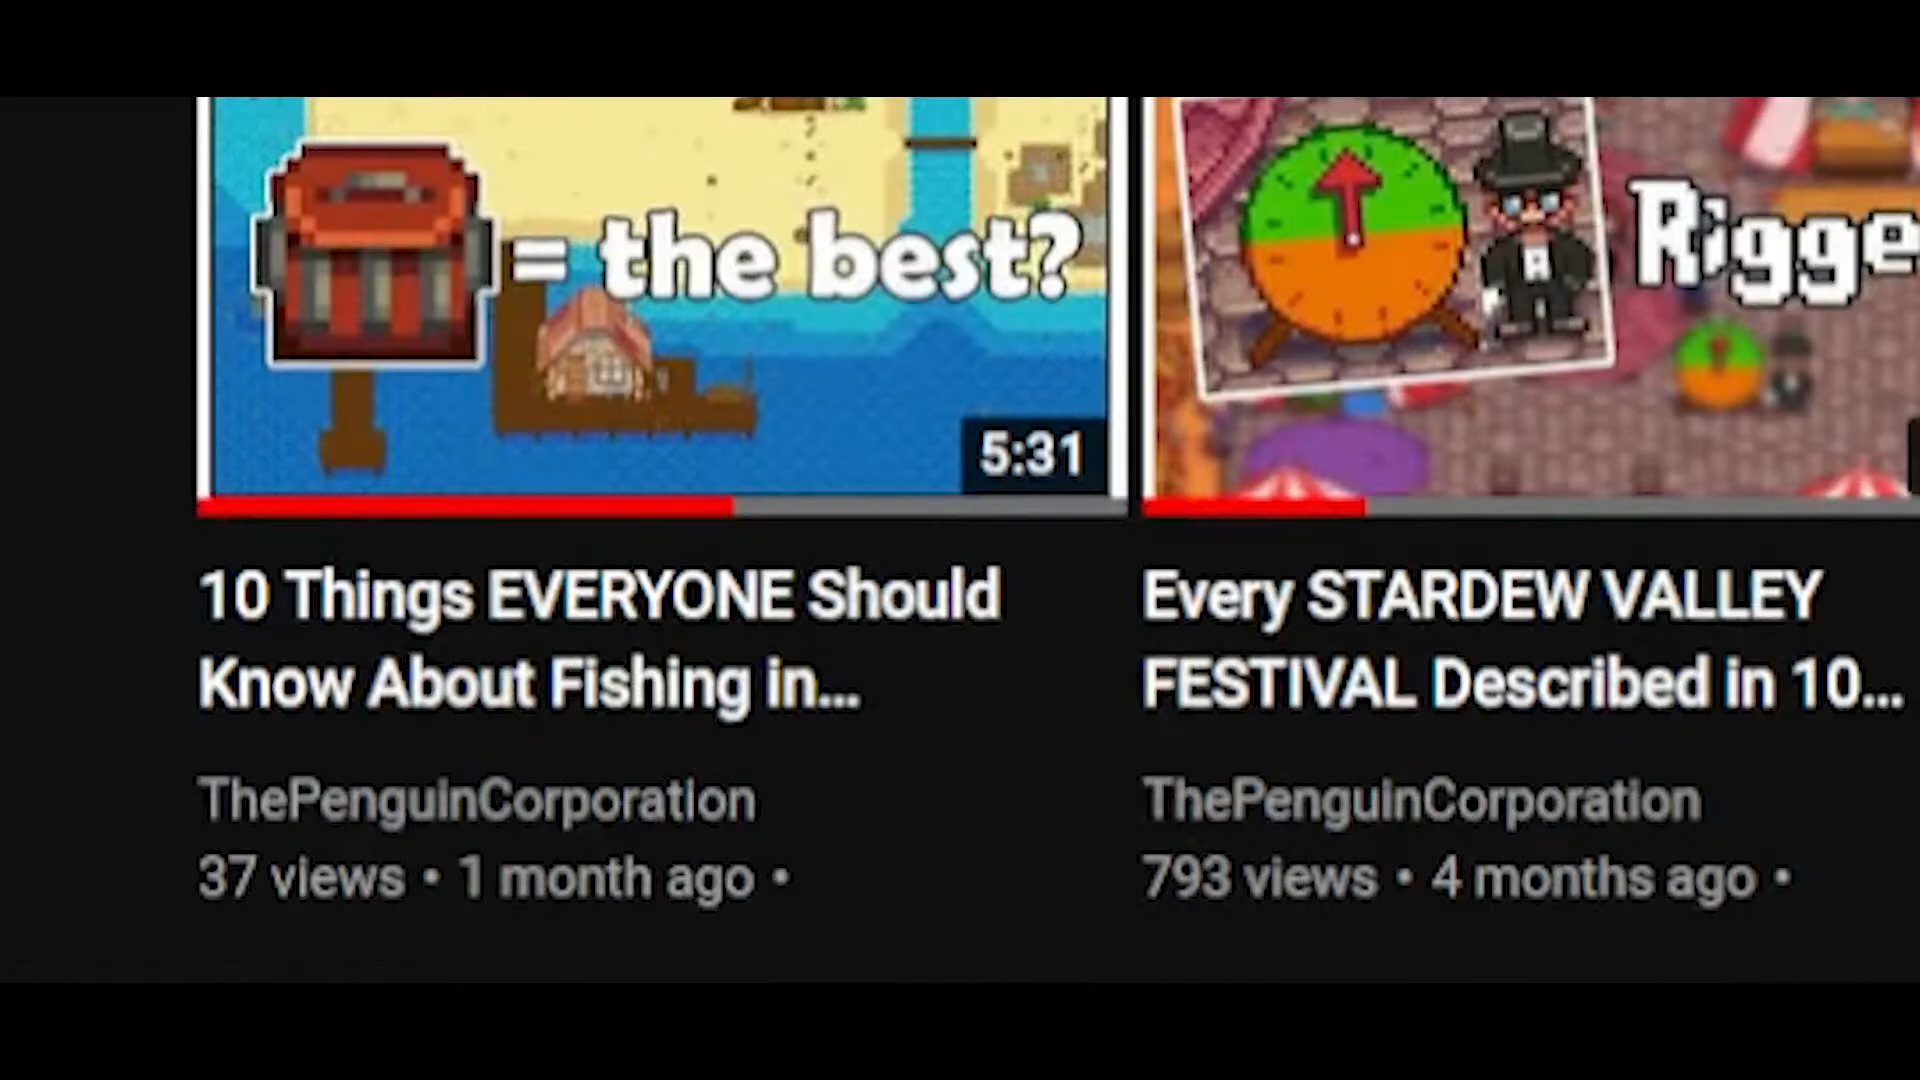 = the best?
Rigge
5:31
10 Things EVERYONE Should
Know About Fishing in...
ThePenguinCorporation
37 views • 1 month ago •
Every STARDEW VALLEY
FESTIVAL Described in 10...
ThePenguinCorporation
793 views • 4 months ago •